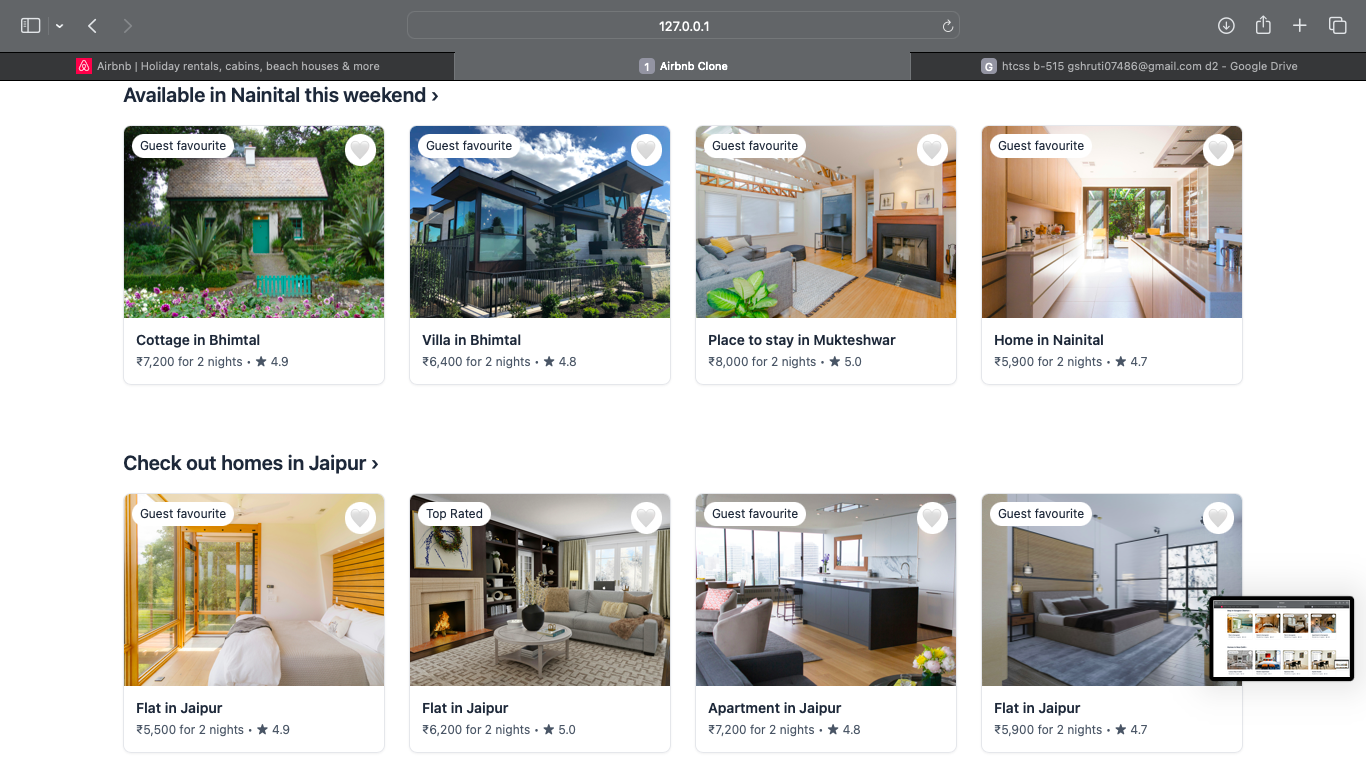 127.0.0.1
Airbnb | Holiday rentals, cabins, beach houses & more
1 Airbnb Clone
G htcss b-515 gshruti07486@gmail.com d2 - Google Drive
Available in Nainital this weekend ›
Guest favourite
Guest favourite
Guest favourite
Guest favourite
Cottage in Bhimtal
Villa in Bhimtal
Place to stay in Mukteshwar
Home in Nainital
₹7,200 for 2 nights • ★ 4.9
₹6,400 for 2 nights • ★ 4.8
₹8,000 for 2 nights • ★ 5.0
₹5,900 for 2 nights • ★ 4.7
Check out homes in Jaipur ›
Guest favourite
Top Rated
Guest favourite
Guest favourite
Flat in Jaipur
Flat in Jaipur
Apartment in Jaipur
Flat in Jaipur
₹5,500 for 2 nights • ★ 4.9
₹6,200 for 2 nights • ★ 5.0
₹7,200 for 2 nights • ★ 4.8
₹5,900 for 2 nights • ★ 4.7